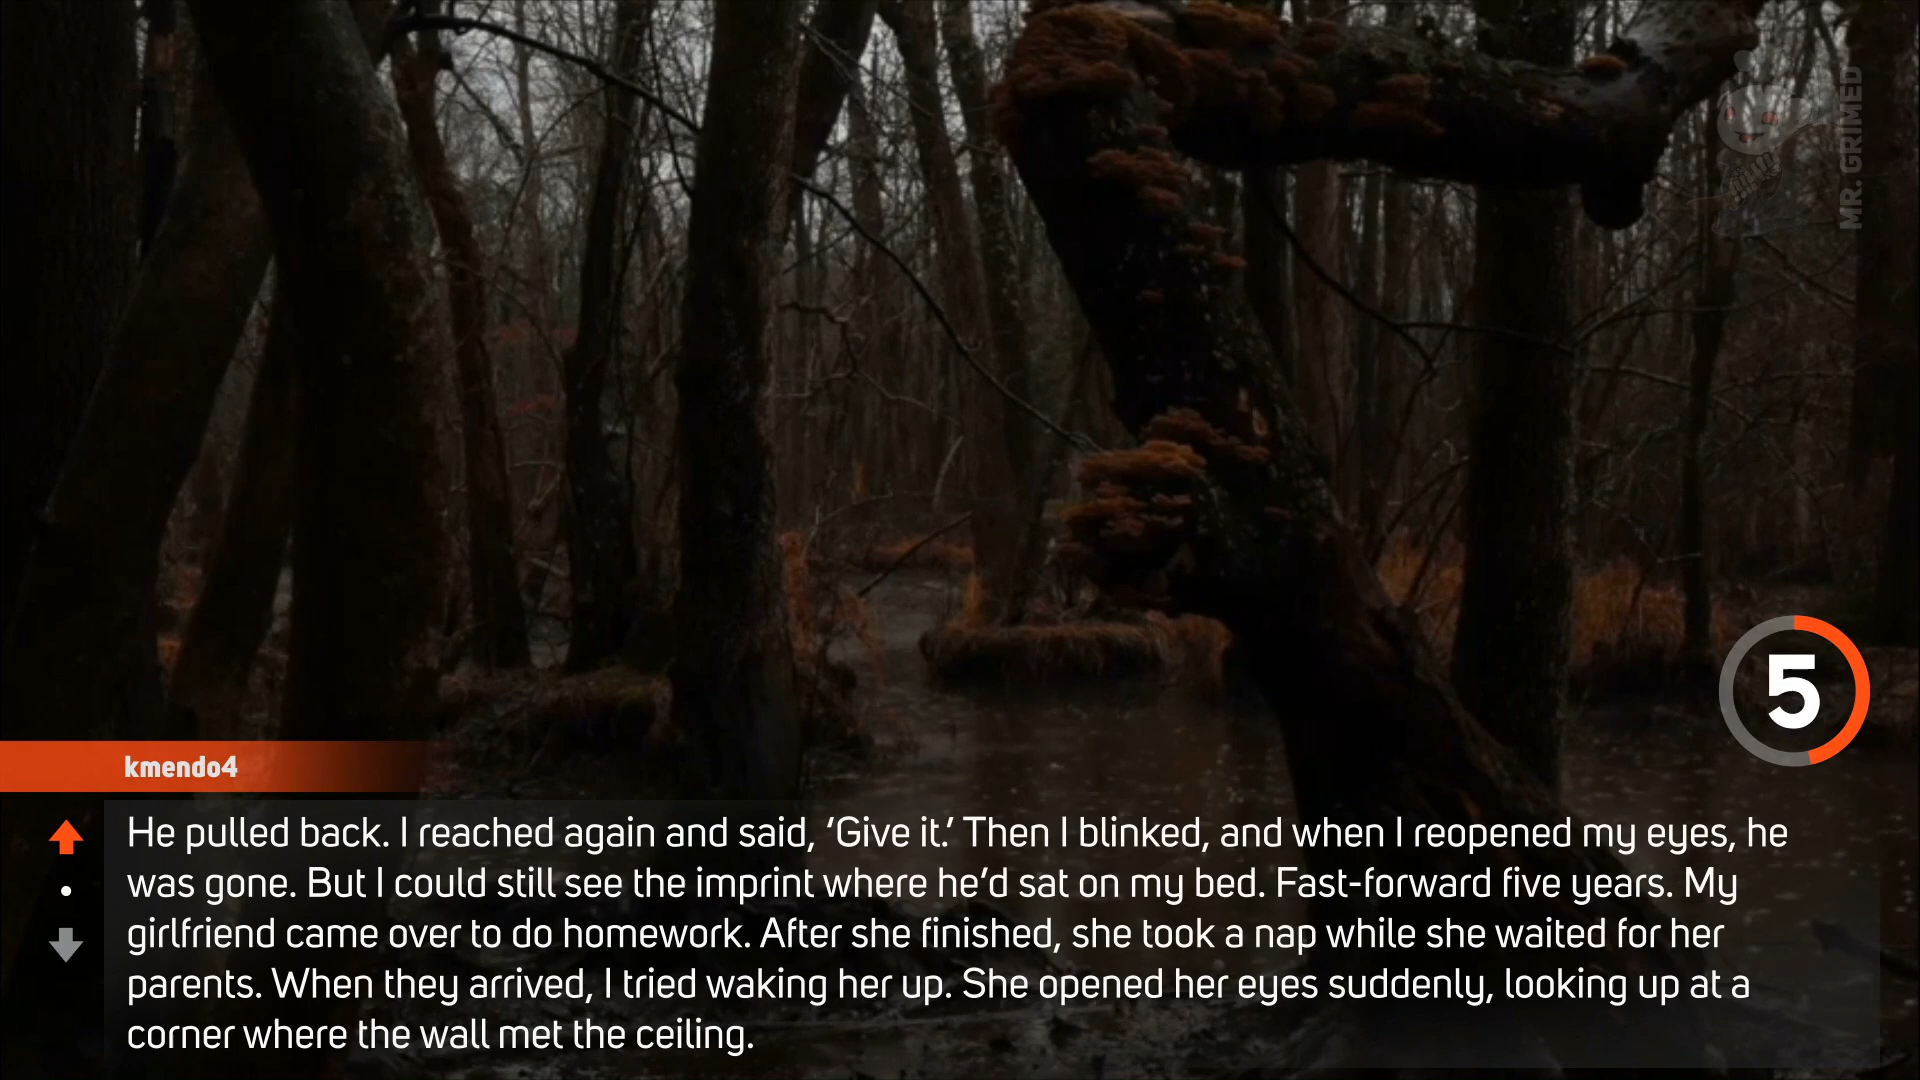 MR. GRIMED
5
kmendo4
He pulled back. I reached again and said, ‘Give it.’ Then I blinked, and when I reopened my eyes, he
was gone. But I could still see the imprint where he’d sat on my bed. Fast-forward five years. My
girlfriend came over to do homework. After she finished, she took a nap while she waited for her
parents. When they arrived, I tried waking her up. She opened her eyes suddenly, looking up at a
corner where the wall met the ceiling.